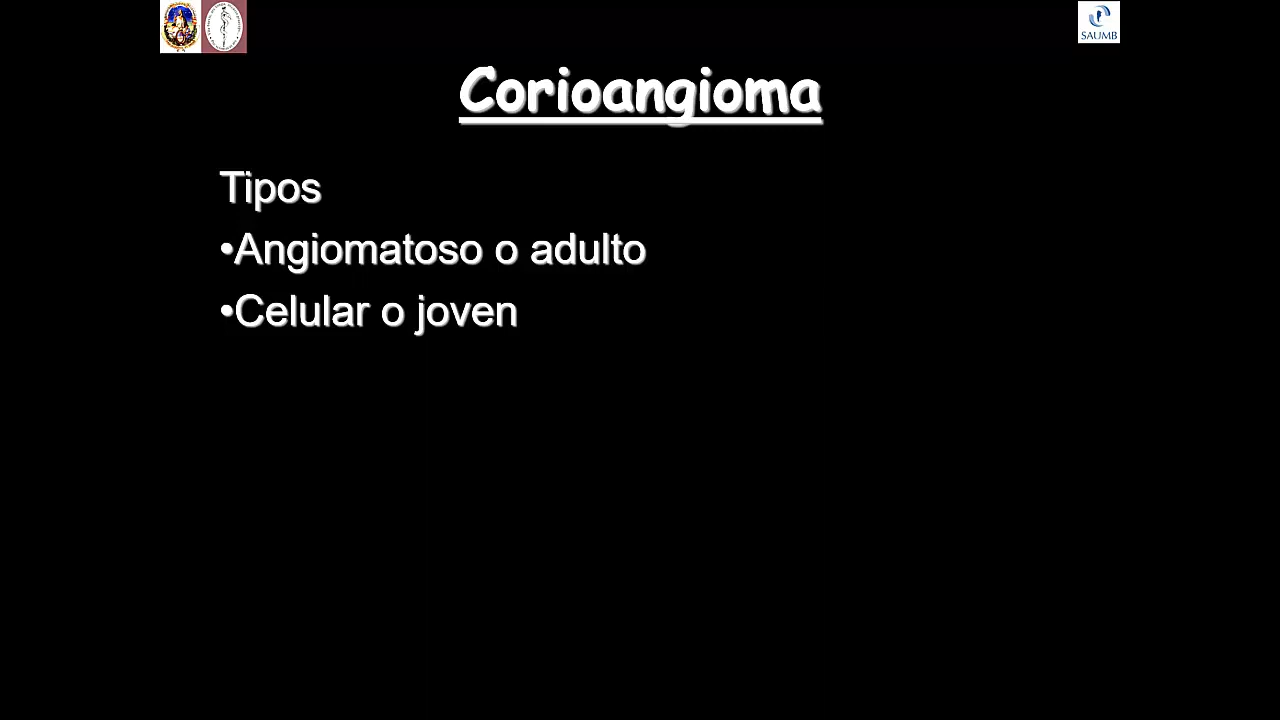 SAUMB
Corioangioma
Tipos
•Angiomatoso o adulto
•Celular o joven